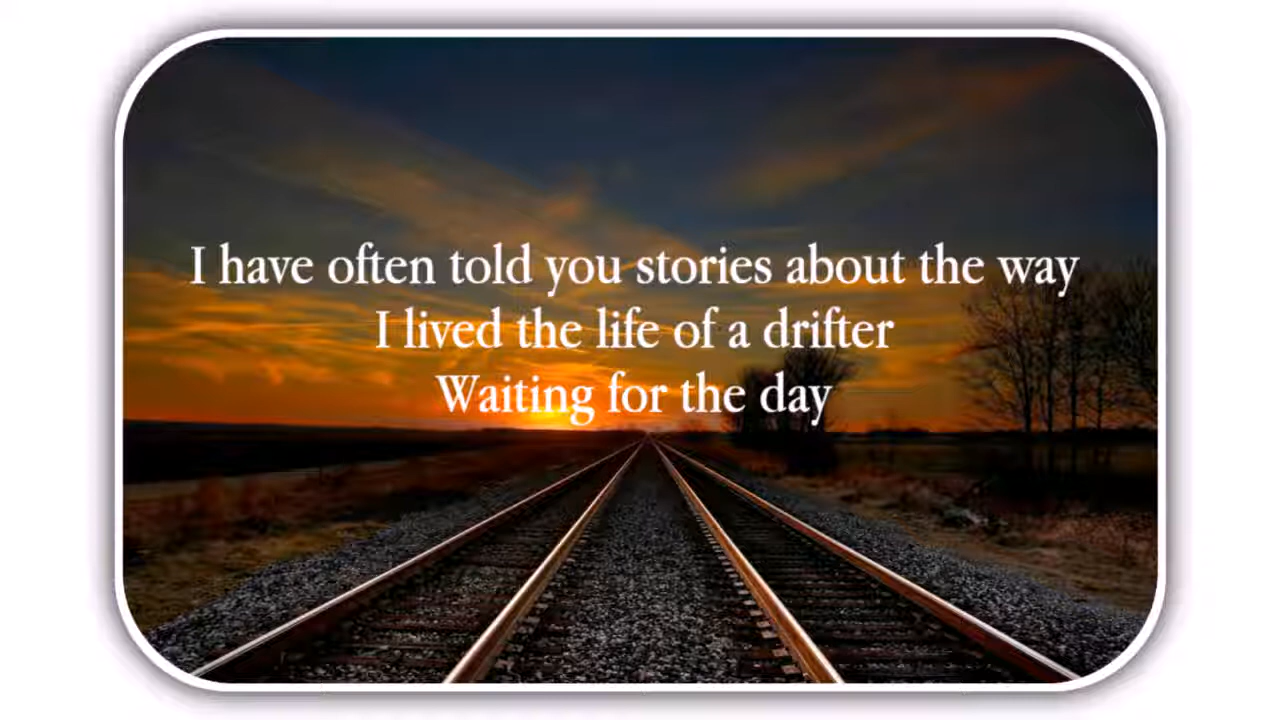 I have often told you stories about the way
I lived the life of a drifter
Waiting for the day